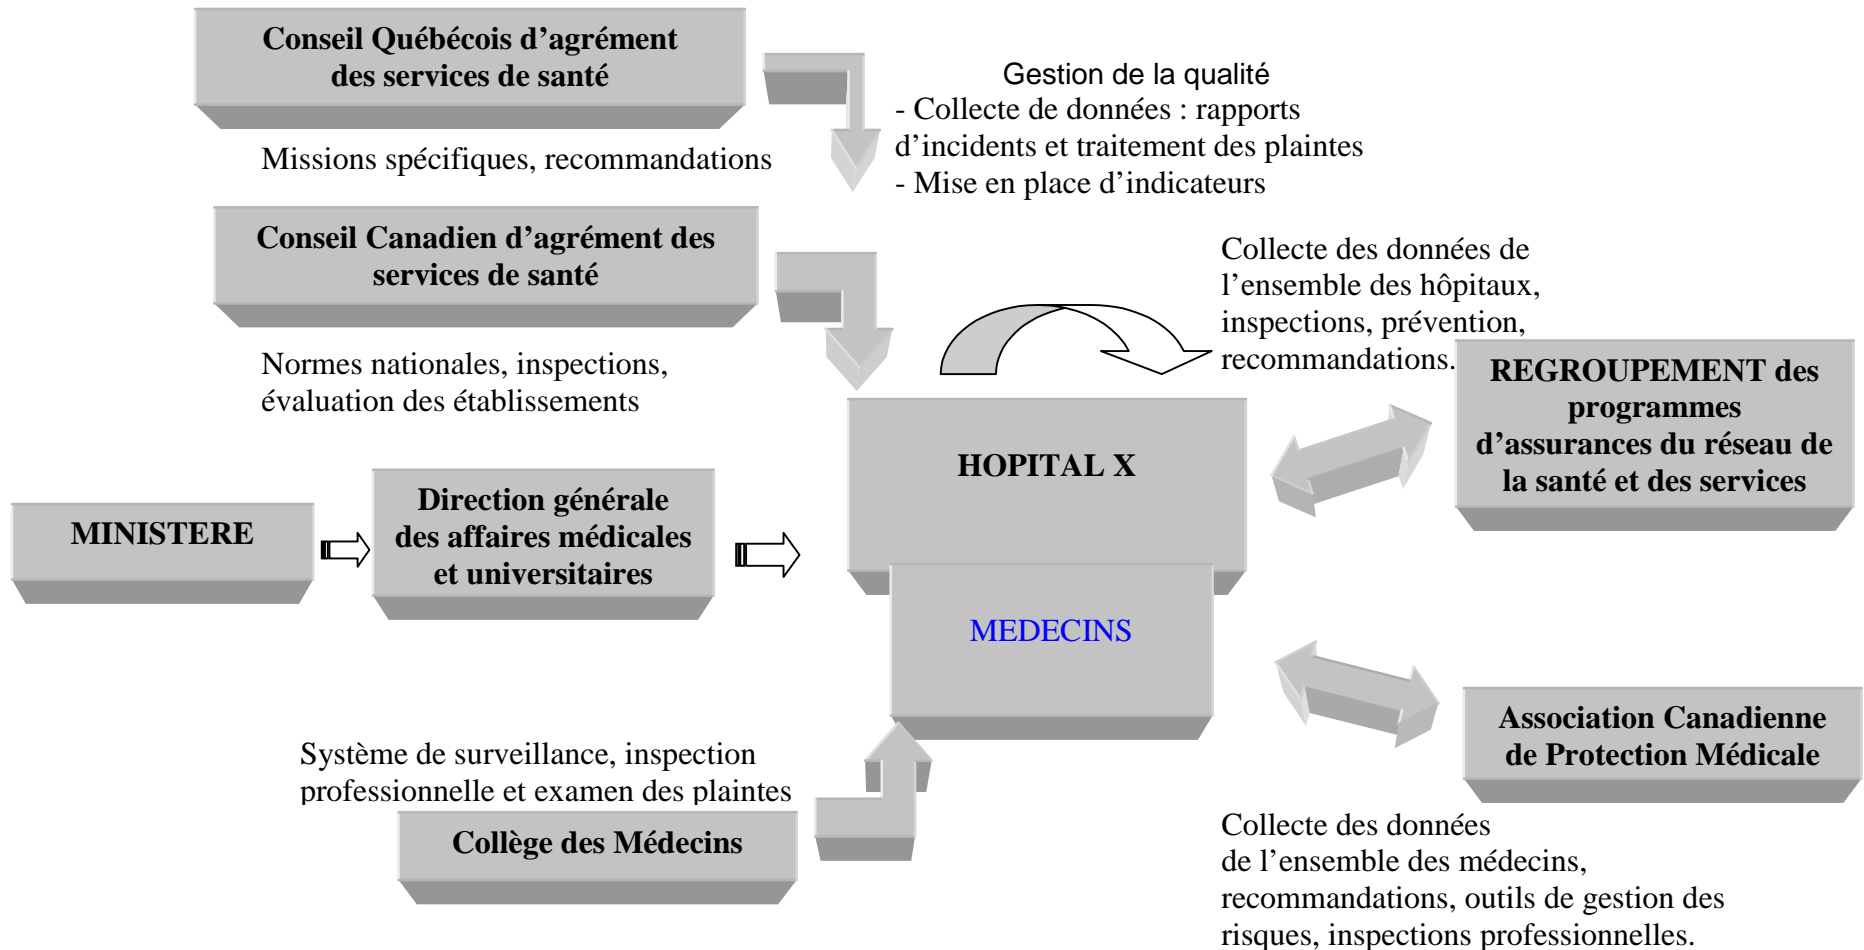 Conseil Québécois d’agrément
des services de santé
Missions spécifiques, recommandations
Gestion de la qualité
- Collecte de données : rapports
d’incidents et traitement des plaintes
- Mise en place d’indicateurs
Conseil Canadien d’agrément des
services de santé
Normes nationales, inspections,
évaluation des établissements
Collecte des données de
l’ensemble des hôpitaux,
inspections, prévention,
recommandations.
REGROUPEMENT des
programmes
d’assurances du réseau de
la santé et des services
HOPITAL X
MINISTERE
Direction générale
des affaires médicales
et universitaires
MEDECINS
Association Canadienne
de Protection Médicale
Système de surveillance, inspection
professionnelle et examen des plaintes
Collège des Médecins
Collecte des données
de l’ensemble des médecins,
recommandations, outils de gestion des
risques, inspections professionnelles.